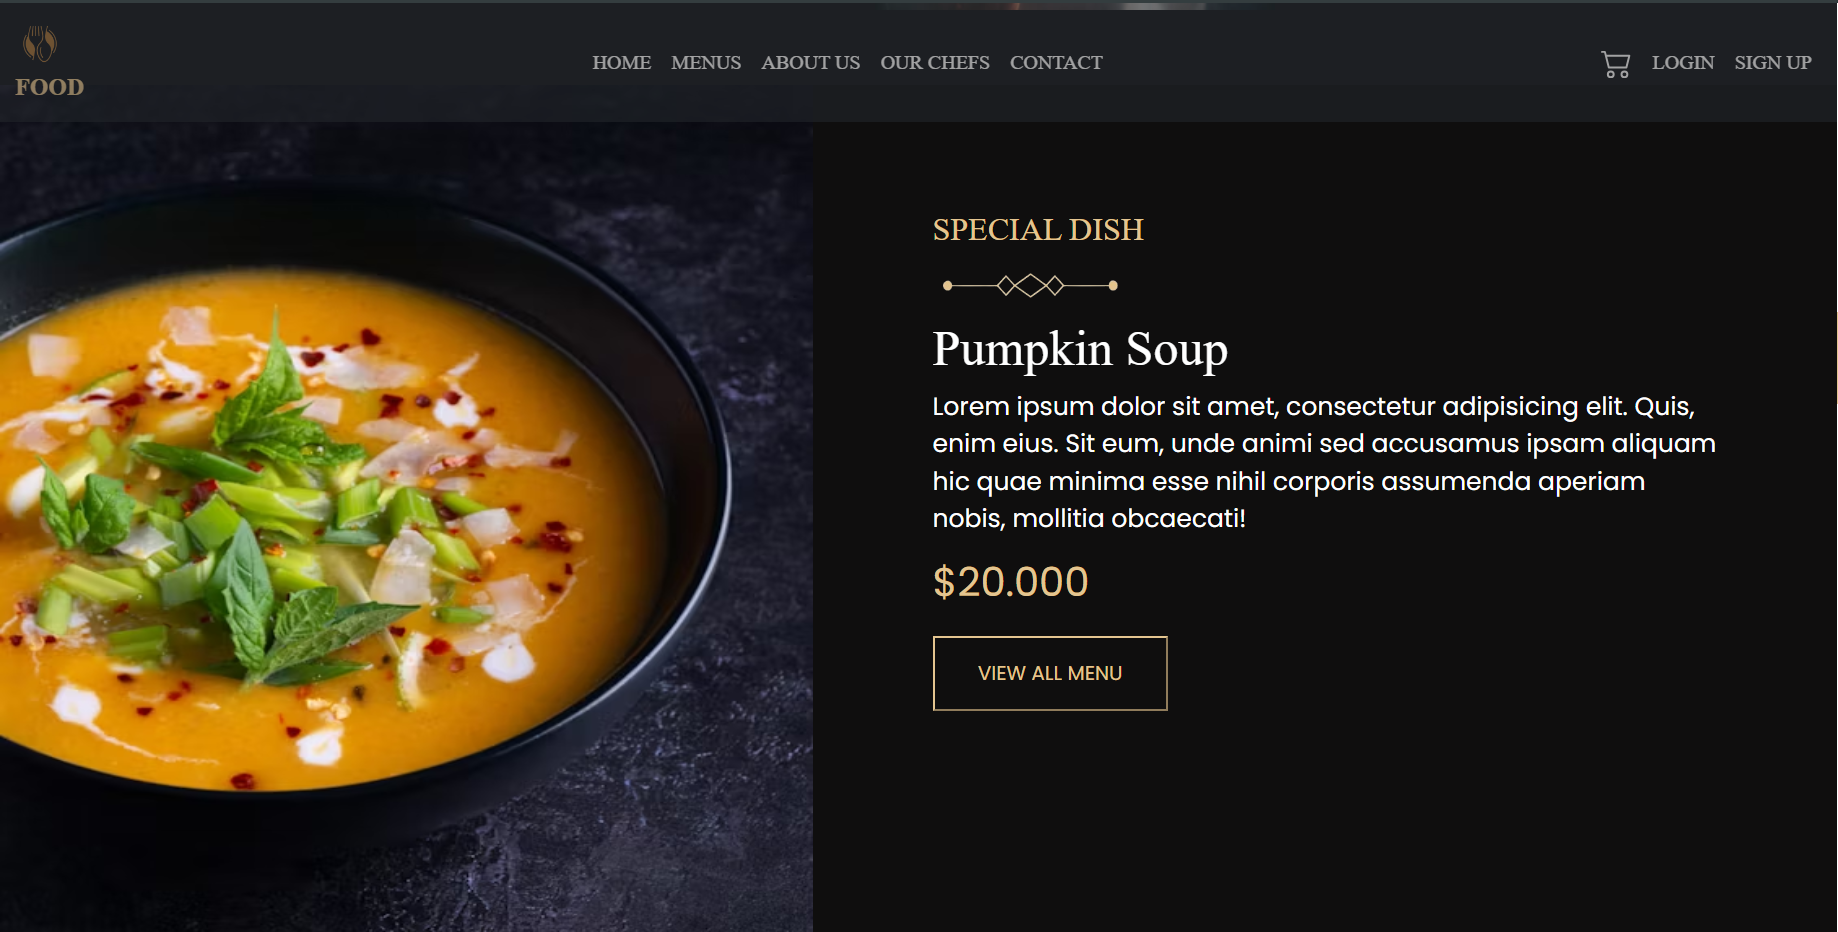 FOOD
HOME MENUS ABOUT US OUR CHEFS CONTACT
LOGIN SIGN UP
SPECIAL DISH
Pumpkin Soup
Lorem ipsum dolor sit amet, consectetur adipisicing elit. Quis,
enim eius. Sit eum, unde animi sed accusamus ipsam aliquam
hic quae minima esse nihil corporis assumenda aperiam
nobis, mollitia obcaecati!
$20.000
VIEW ALL MENU